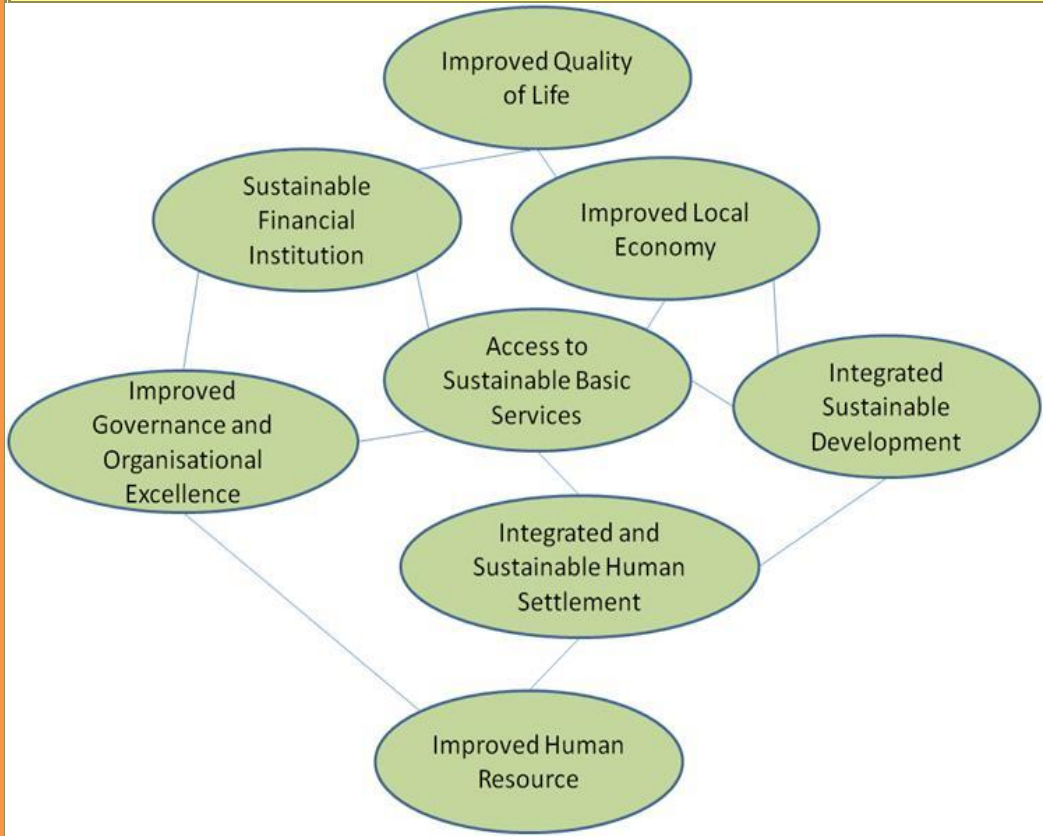 Improved Quality
of Life
Sustainable
Financial
Institution
Improved Local
Economy
Access to
Sustainable Basic
Services
Integrated
Sustainable
Development
Improved
Governance and
Organisational
Excellence
Integrated and
Sustainable Human
Settlement
Improved Human
Resource